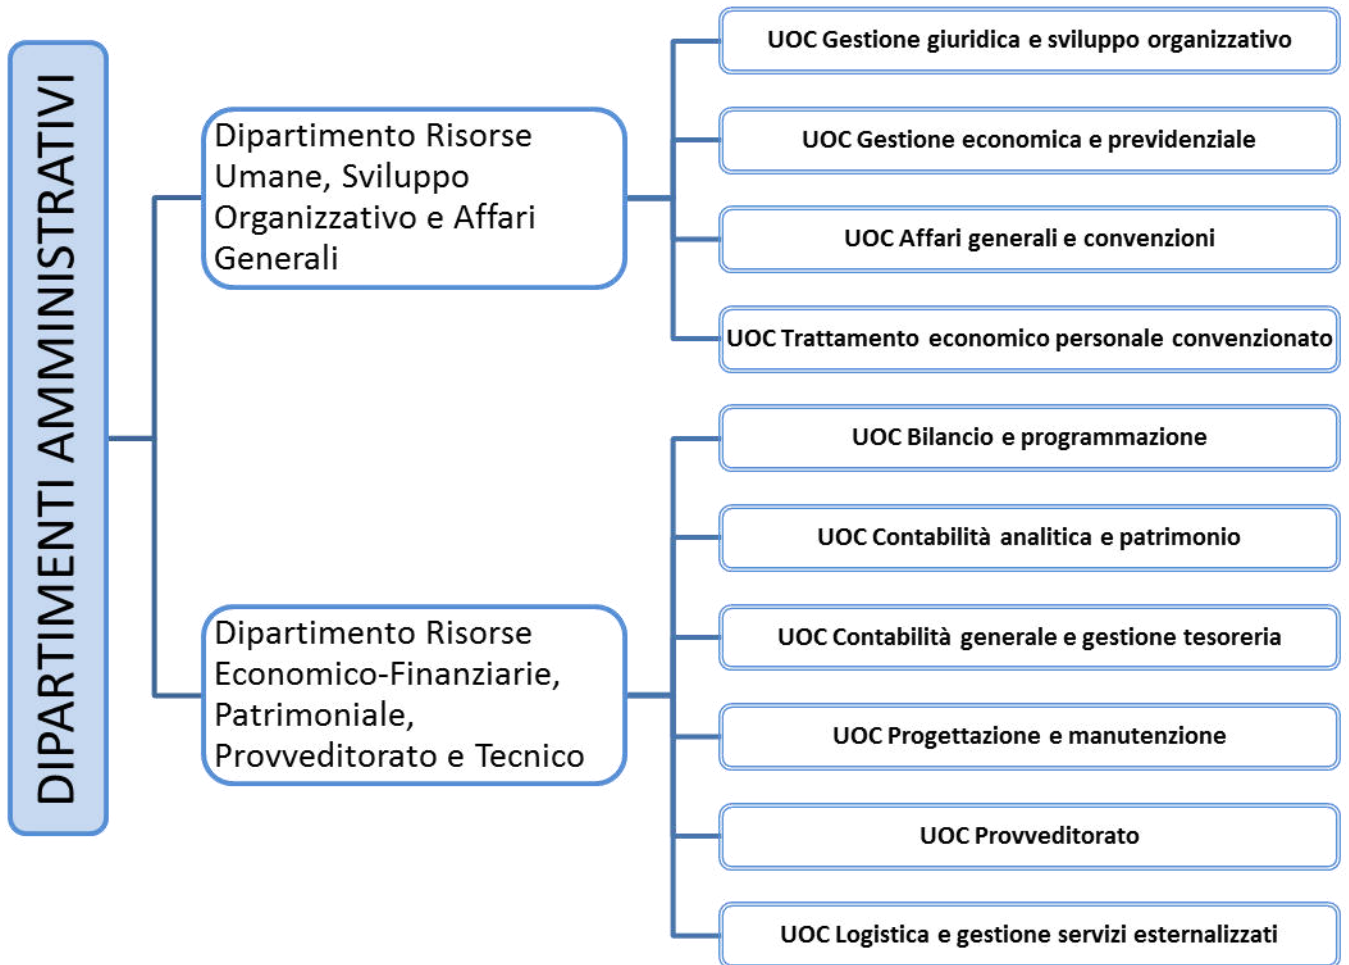 DIPARTIMENTI AMMINISTRATIVI
Dipartimento Risorse
Umane, Sviluppo
Organizzativo e Affari
Generali
UOC Gestione giuridica e sviluppo organizzativo
UOC Gestione economica e previdenziale
UOC Affari generali e convenzioni
UOC Trattamento economico personale convenzionato
Dipartimento Risorse
Economico-Finanziarie,
Patrimoniale,
Provveditorato e Tecnico
UOC Bilancio e programmazione
UOC Contabilità analitica e patrimonio
UOC Contabilità generale e gestione tesoreria
UOC Progettazione e manutenzione
UOC Provveditorato
UOC Logistica e gestione servizi esternalizzati